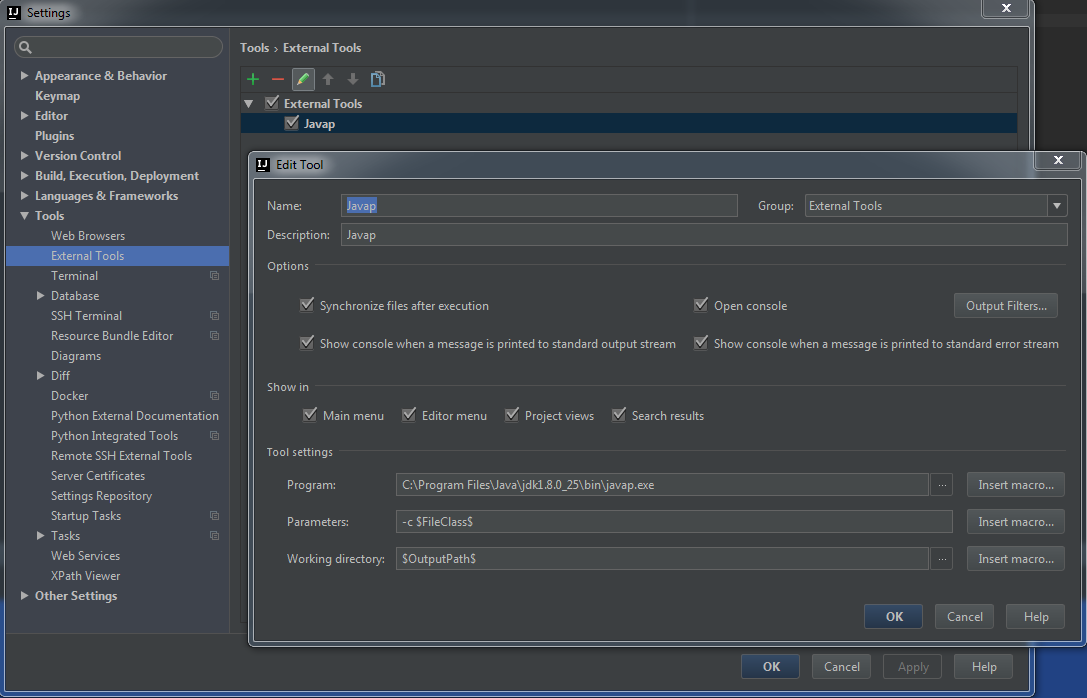 IJ Settings
Tools › External Tools
Appearance & Behavior
Keymap
Editor
Plugins
Version Control
Build, Execution, Deployment
Languages & Frameworks
Tools
Web Browsers
External Tools
Terminal
Database
SSH Terminal
Resource Bundle Editor
Diagrams
Diff
Docker
Python External Documentation
Python Integrated Tools
Remote SSH External Tools
Server Certificates
Settings Repository
Startup Tasks
Tasks
Web Services
XPath Viewer
Other Settings
External Tools
Javap
IJ Edit Tool
Name: Javap Group: External Tools
Description: Javap
Options
Synchronize files after execution Open console Output Filters...
Show console when a message is printed to standard output stream Show console when a message is printed to standard error stream
Show in
Main menu Editor menu Project views Search results
Tool settings
Program: C:\Program Files\Java\jdk1.8.0_25\bin\javap.exe ... Insert macro...
Parameters: -c $FileClass$ Insert macro...
Working directory: $OutputPath$ ... Insert macro...
OK Cancel Help
OK Cancel Apply Help